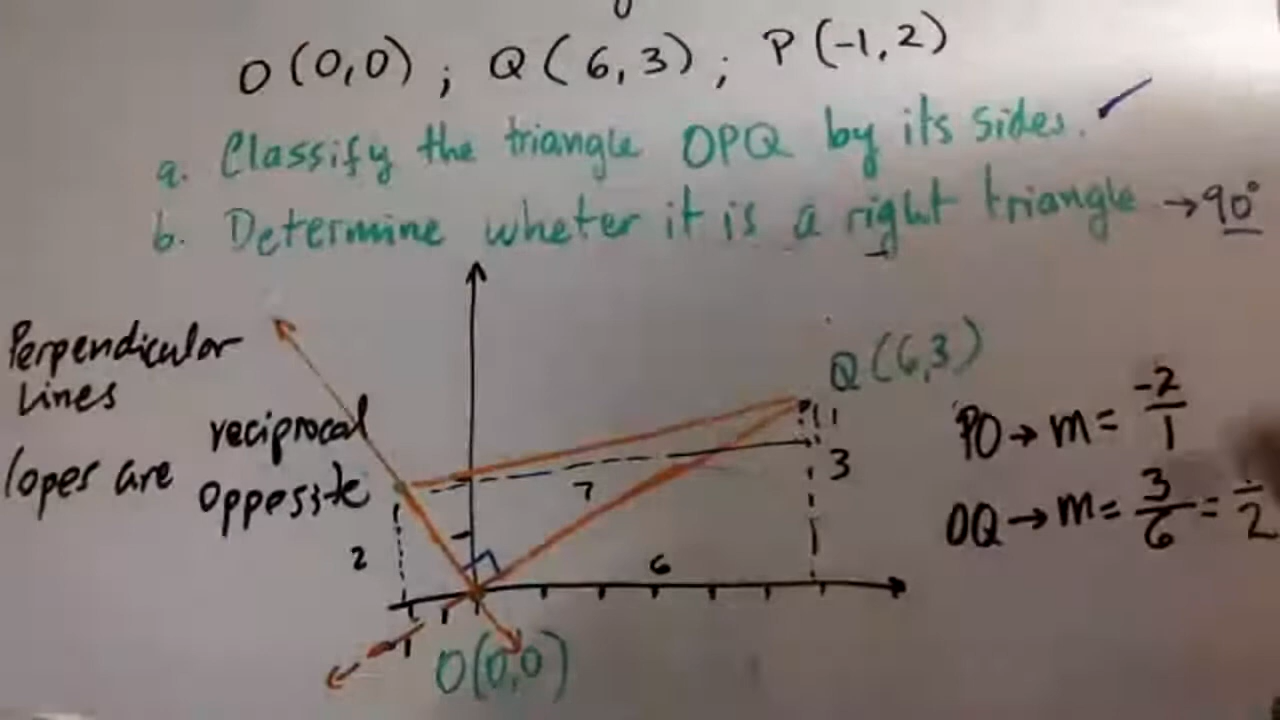 O(0,0) ; Q(6,3) ; P(-1,2)
a. Classify the triangle OPQ by its sides. ✓
b. Determine wheter it is a right triangle → 90°
Perpendicular
Lines
lopes are
reciprocal
opposite
Q(6,3)
1
3
7
2
6
1
O(0,0)
PO → m = -2/1
OQ → m = 3/6 = 1/2